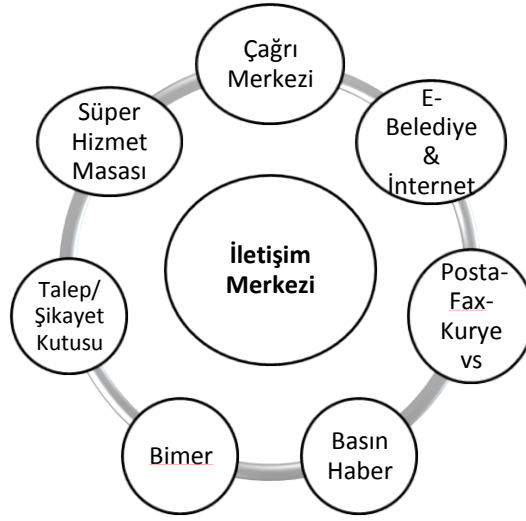 Çağrı
Merkezi
E-
Belediye
&
İnternet
Posta-
Fax-
Kurye
vs
Basın
Haber
Bimer
Talep/
Şikayet
Kutusu
Süper
Hizmet
Masası
İletişim
Merkezi